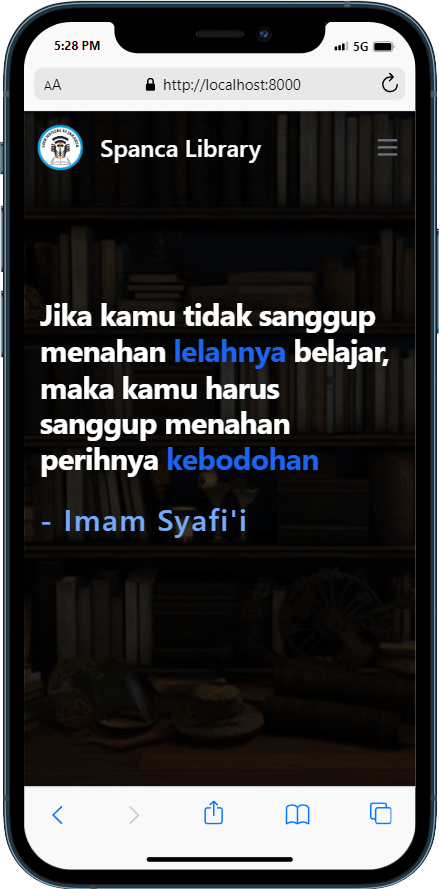 5:28 PM
5G
AA
http://localhost:8000
Spanca Library
Jika kamu tidak sanggup
menahan lelahnya belajar,
maka kamu harus
sanggup menahan
perihnya kebodohan
- Imam Syafi'i